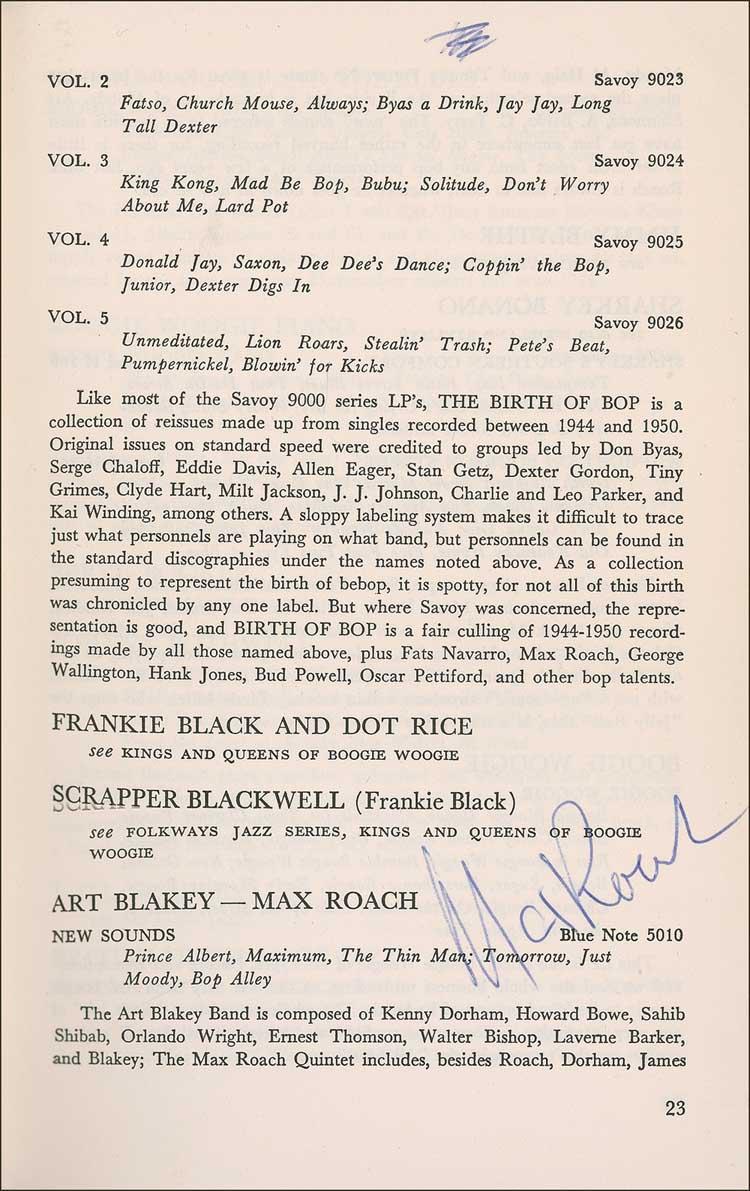 VOL. 2 Savoy 9023
Fatso, Church Mouse, Always; Byas a Drink, Jay Jay, Long
Tall Dexter
VOL. 3 Savoy 9024
King Kong, Mad Be Bop, Bubu; Solitude, Don't Worry
About Me, Lard Pot
VOL. 4 Savoy 9025
Donald Jay, Saxon, Dee Dee's Dance; Coppin' the Bop,
Junior, Dexter Digs In
VOL. 5 Savoy 9026
Unmeditated, Lion Roars, Stealin' Trash; Pete's Beat,
Pumpernickel, Blowin' for Kicks
Like most of the Savoy 9000 series LP's, THE BIRTH OF BOP is a
collection of reissues made up from singles recorded between 1944 and 1950.
Original issues on standard speed were credited to groups led by Don Byas,
Serge Chaloff, Eddie Davis, Allen Eager, Stan Getz, Dexter Gordon, Tiny
Grimes, Clyde Hart, Milt Jackson, J. J. Johnson, Charlie and Leo Parker, and
Kai Winding, among others. A sloppy labeling system makes it difficult to trace
just what personnels are playing on what band, but personnels can be found in
the standard discographies under the names noted above. As a collection
presuming to represent the birth of bebop, it is spotty, for not all of this birth
was chronicled by any one label. But where Savoy was concerned, the repre-
sentation is good, and BIRTH OF BOP is a fair culling of 1944-1950 record-
ings made by all those named above, plus Fats Navarro, Max Roach, George
Wallington, Hank Jones, Bud Powell, Oscar Pettiford, and other bop talents.
FRANKIE BLACK AND DOT RICE
see KINGS AND QUEENS OF BOOGIE WOOGIE
SCRAPPER BLACKWELL (Frankie Black)
see FOLKWAYS JAZZ SERIES, KINGS AND QUEENS OF BOOGIE
WOOGIE
Max Roach
ART BLAKEY — MAX ROACH
NEW SOUNDS Blue Note 5010
Prince Albert, Maximum, The Thin Man; Tomorrow, Just
Moody, Bop Alley
The Art Blakey Band is composed of Kenny Dorham, Howard Bowe, Sahib
Shibab, Orlando Wright, Ernest Thomson, Walter Bishop, Laverne Barker,
and Blakey; The Max Roach Quintet includes, besides Roach, Dorham, James
23